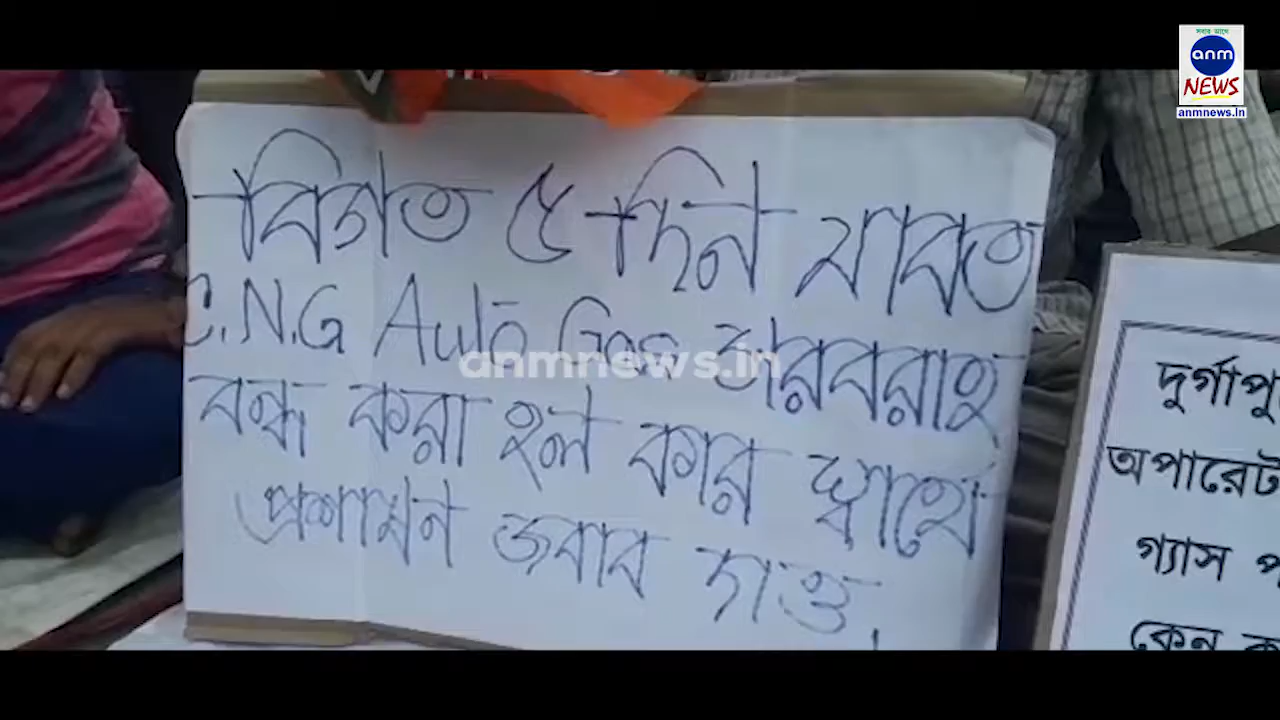 সবার আগে
anm
NEWS
anmnews.in
বিগত ৫ দিন যাবত
C.N.G Auto Gas সরবরাহ
বন্ধ করা হল কার স্বার্থে
প্রশাসন জবাব দাও
anmnews.in
দুর্গাপু
অপারেট
গ্যাস প
কেন ক